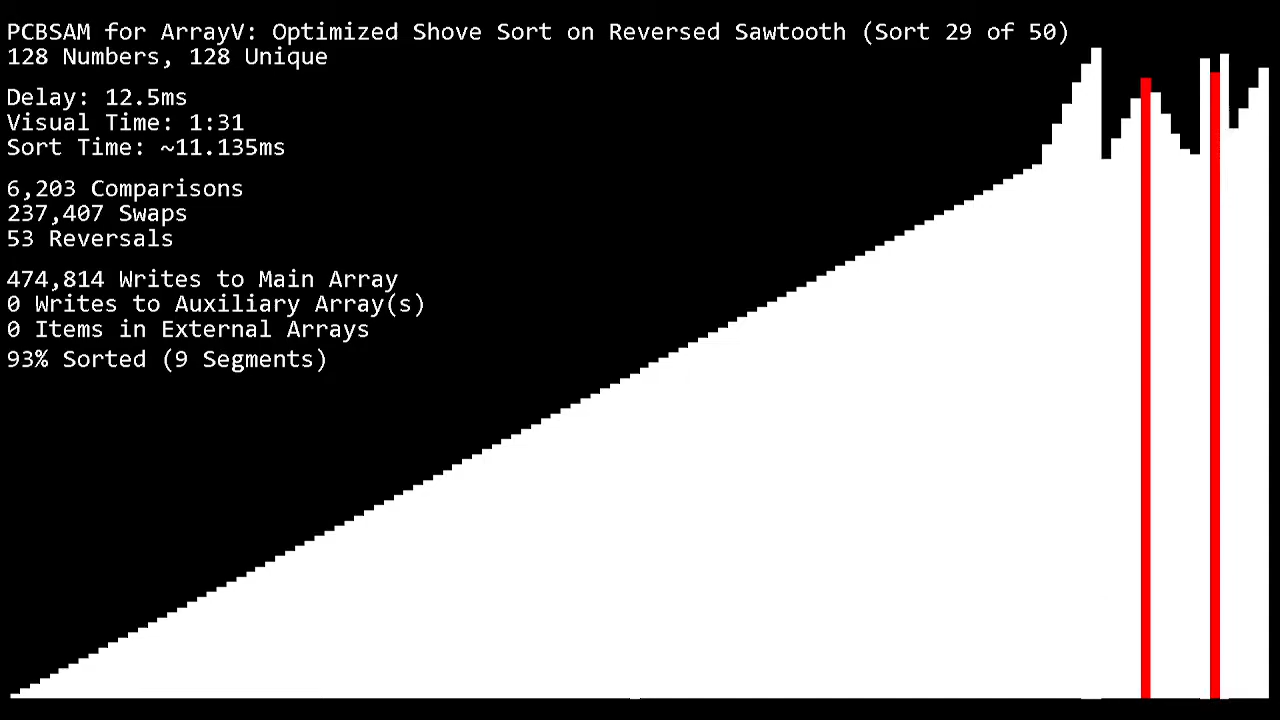 PCBSAM for ArrayV: Optimized Shove Sort on Reversed Sawtooth (Sort 29 of 50)
128 Numbers, 128 Unique
Delay: 12.5ms
Visual Time: 1:31
Sort Time: ~11.135ms
6,203 Comparisons
237,407 Swaps
53 Reversals
474,814 Writes to Main Array
0 Writes to Auxiliary Array(s)
0 Items in External Arrays
93% Sorted (9 Segments)